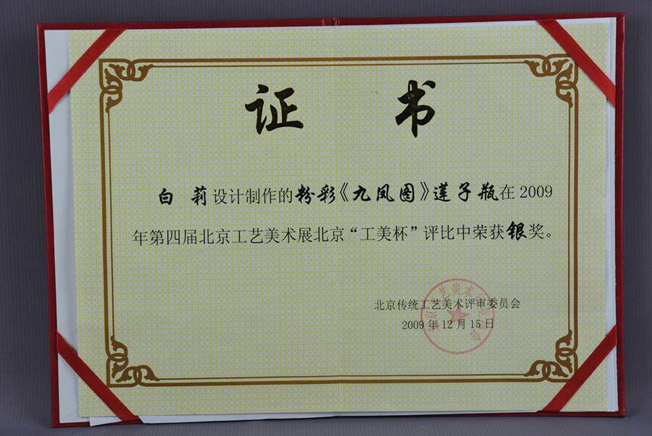 证书
白 莉设计制作的粉彩《九凤图》莲子瓶在2009
年第四届北京工艺美术展北京“工美杯”评比中荣获银奖。
北京传统工艺美术评审委员会
2009年12月15日